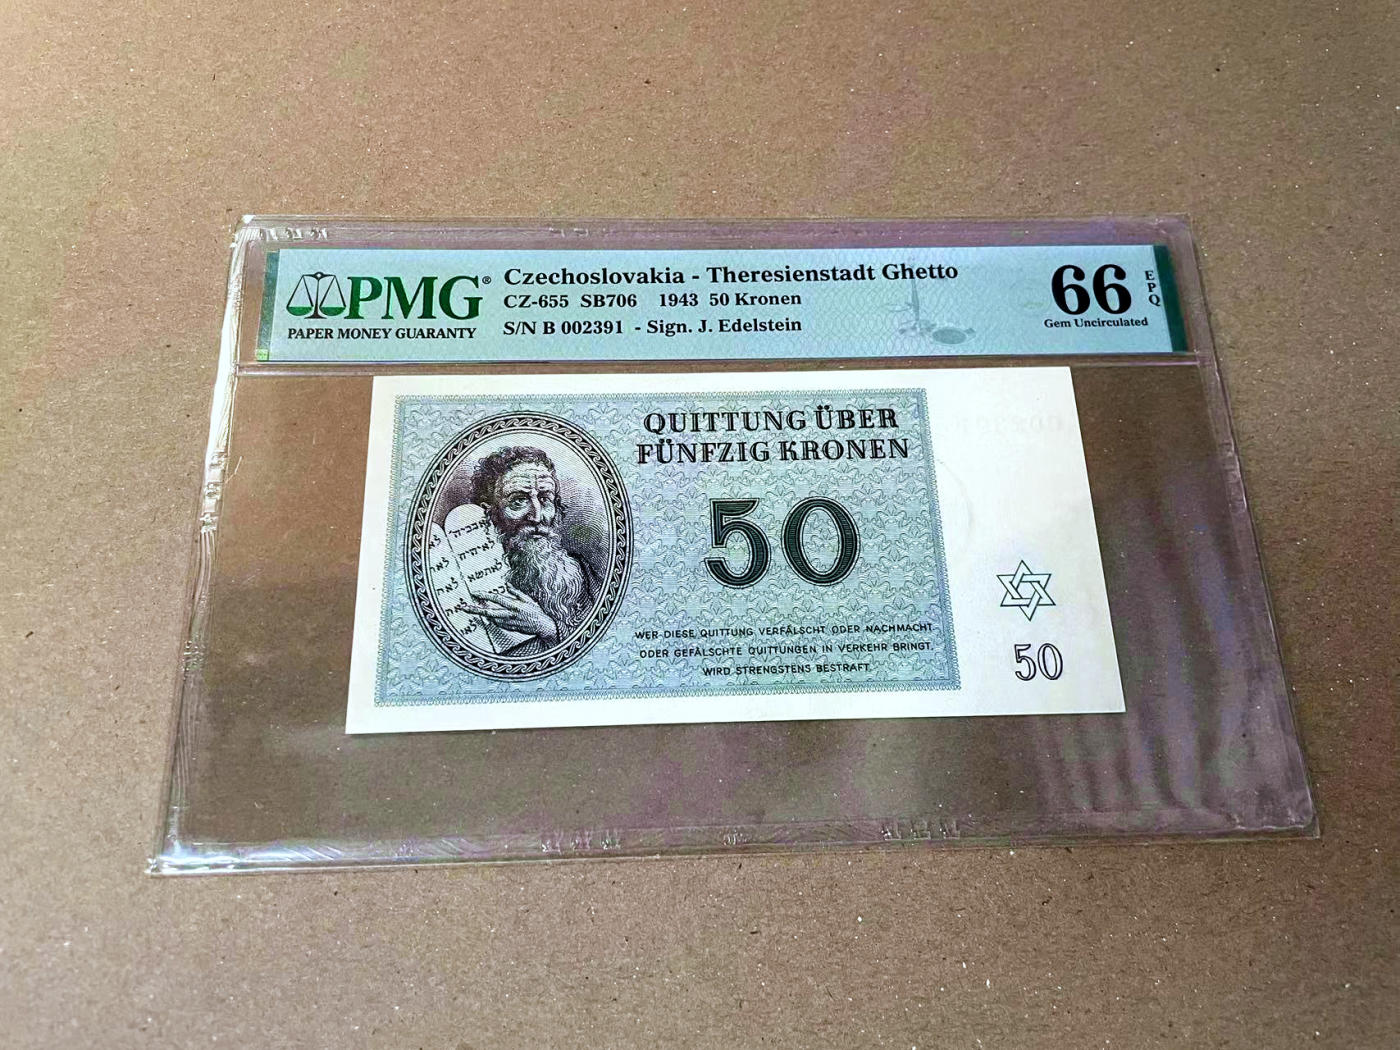 PMG®
PAPER MONEY GUARANTY
Czechoslovakia - Theresienstadt Ghetto
CZ-655 SB706 1943 50 Kronen
S/N B 002391 - Sign. J. Edelstein
66 EPQ
Gem Uncirculated
QUITTUNG ÜBER
FÜNFZIG KRONEN
50
WER DIESE QUITTUNG VERFÄLSCHT ODER NACHMACHT
ODER GEFÄLSCHTE QUITTUNGEN IN VERKEHR BRINGT,
WIRD STRENGSTENS BESTRAFT.
50